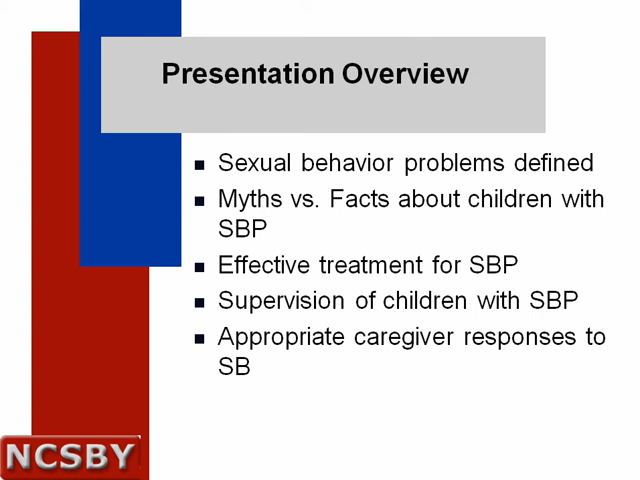 Presentation Overview
Sexual behavior problems defined
Myths vs. Facts about children with
SBP
Effective treatment for SBP
Supervision of children with SBP
Appropriate caregiver responses to
SB
NCSBY